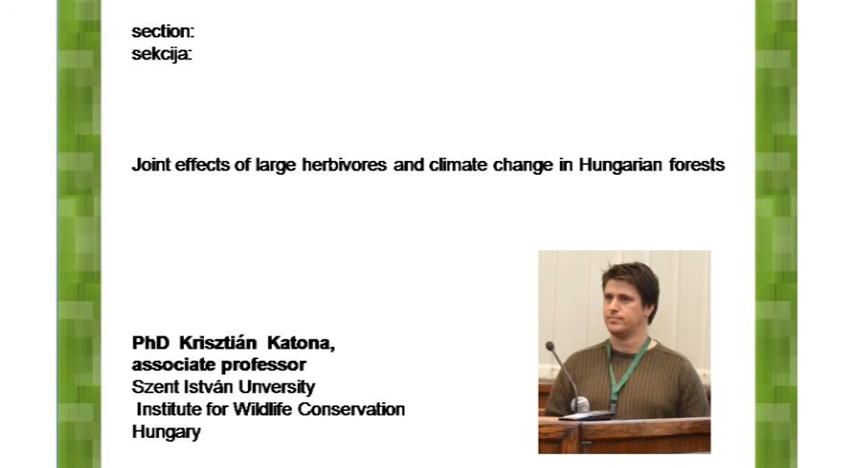 section:
sekcija:
Joint effects of large herbivores and climate change in Hungarian forests
PhD Krisztián Katona,
associate professor
Szent István Unversity
Institute for Wildlife Conservation
Hungary